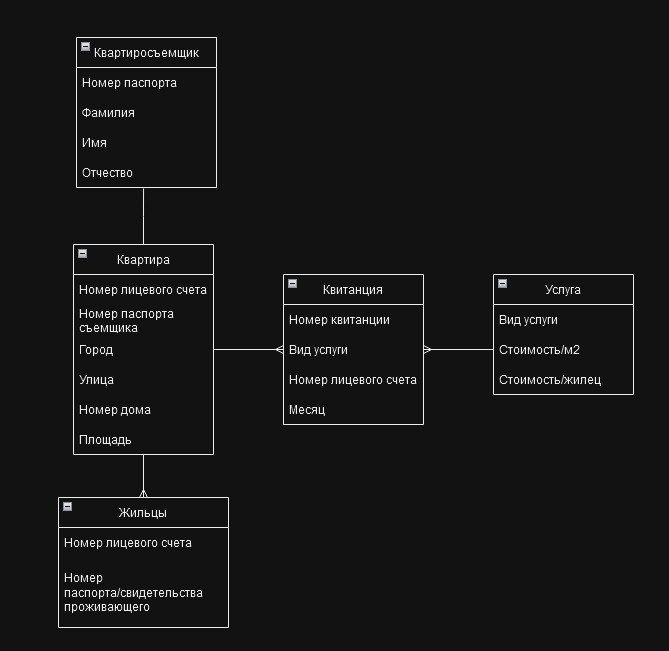 Квартиросъемщик
Номер паспорта
Фамилия
Имя
Отчество
Квартира
Номер лицевого счета
Номер паспорта
съемщика
Город
Улица
Номер дома
Площадь
Квитанция
Номер квитанции
Вид услуги
Номер лицевого счета
Месяц
Услуга
Вид услуги
Стоимость/м2
Стоимость/жилец
Жильцы
Номер лицевого счета
Номер
паспорта/свидетельства
проживающего